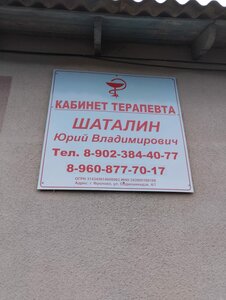 КАБИНЕТ ТЕРАПЕВТА
ШАТАЛИН
Юрий Владимирович
Тел. 8-902-384-40-77
8-960-877-70-17